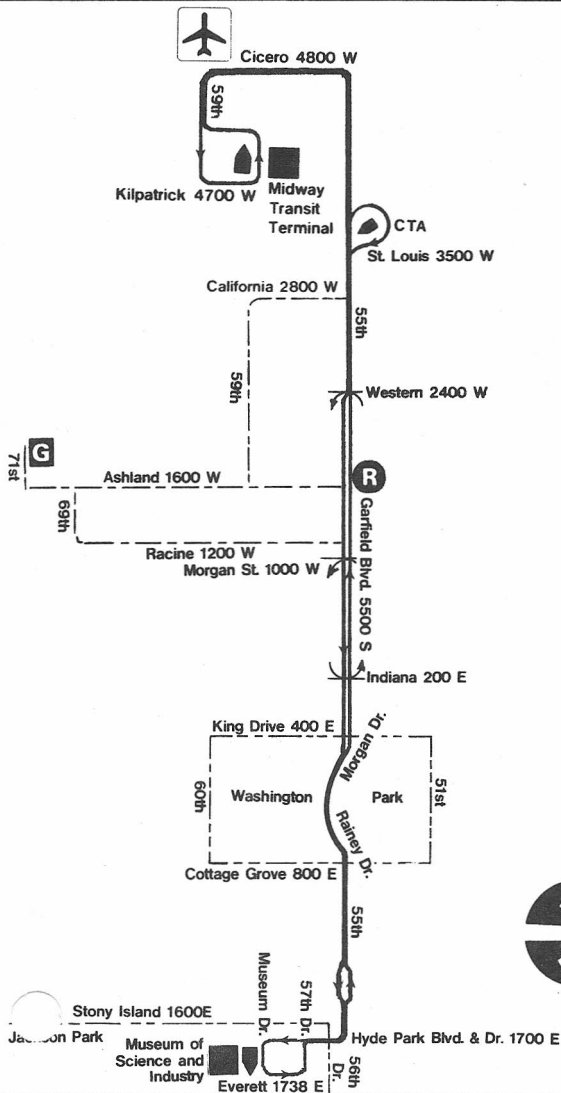 Cicero 4800 W
59th
Kilpatrick 4700 W
Midway
Transit
Terminal
CTA
St. Louis 3500 W
California 2800 W
55th
59th
Western 2400 W
G
71st
Ashland 1600 W
R
69th
Garfield Blvd. 5500 S
Racine 1200 W
Morgan St. 1000 W
Indiana 200 E
King Drive 400 E
Morgan Dr.
60th
Washington
Park
51st
Rainey Dr.
Cottage Grove 800 E
55th
Museum Dr.
57th Dr.
Stony Island 1600E
Hyde Park Blvd. & Dr. 1700 E
Museum of
Science and
Industry
56th
Dr.
Everett 1738 E